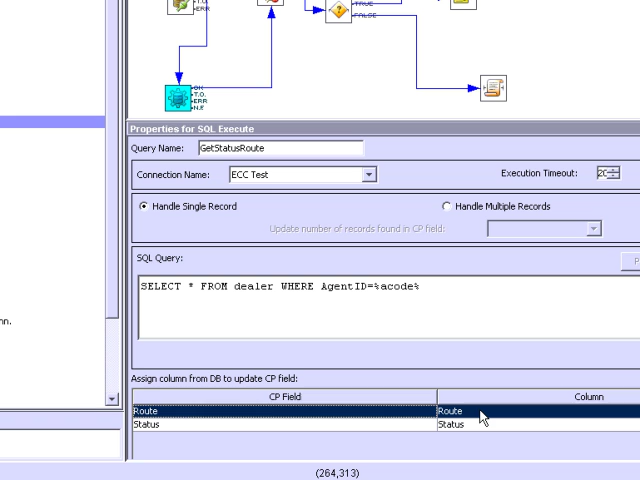 T.O.
ERR
TRUE
FALSE
OK
T.O.
ERR
N.F
Properties for SQL Execute
Query Name: GetStatusRoute
Connection Name: ECC Test Execution Timeout: 20
Handle Single Record Handle Multiple Records
Update number of records found in CP field:
SQL Query: P
SELECT * FROM dealer WHERE AgentID=%acode%
nn.
Assign column from DB to update CP field:
CP Field Column
Route Route
Status Status
(264,313)